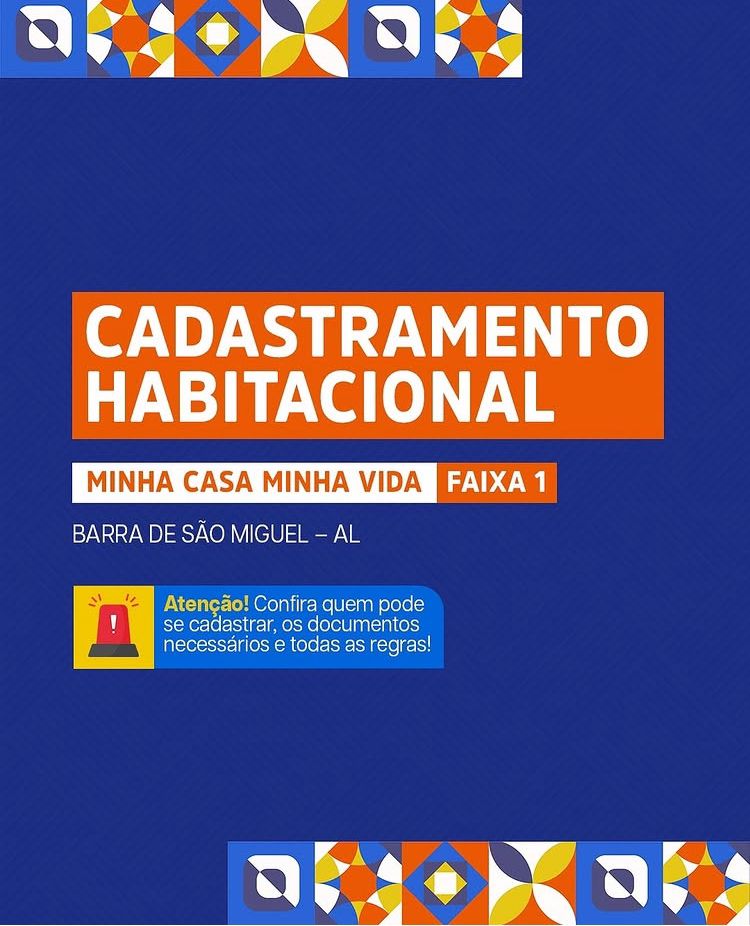 CADASTRAMENTO
HABITACIONAL
MINHA CASA MINHA VIDA FAIXA 1
BARRA DE SÃO MIGUEL – AL
Atenção! Confira quem pode
se cadastrar, os documentos
necessários e todas as regras!